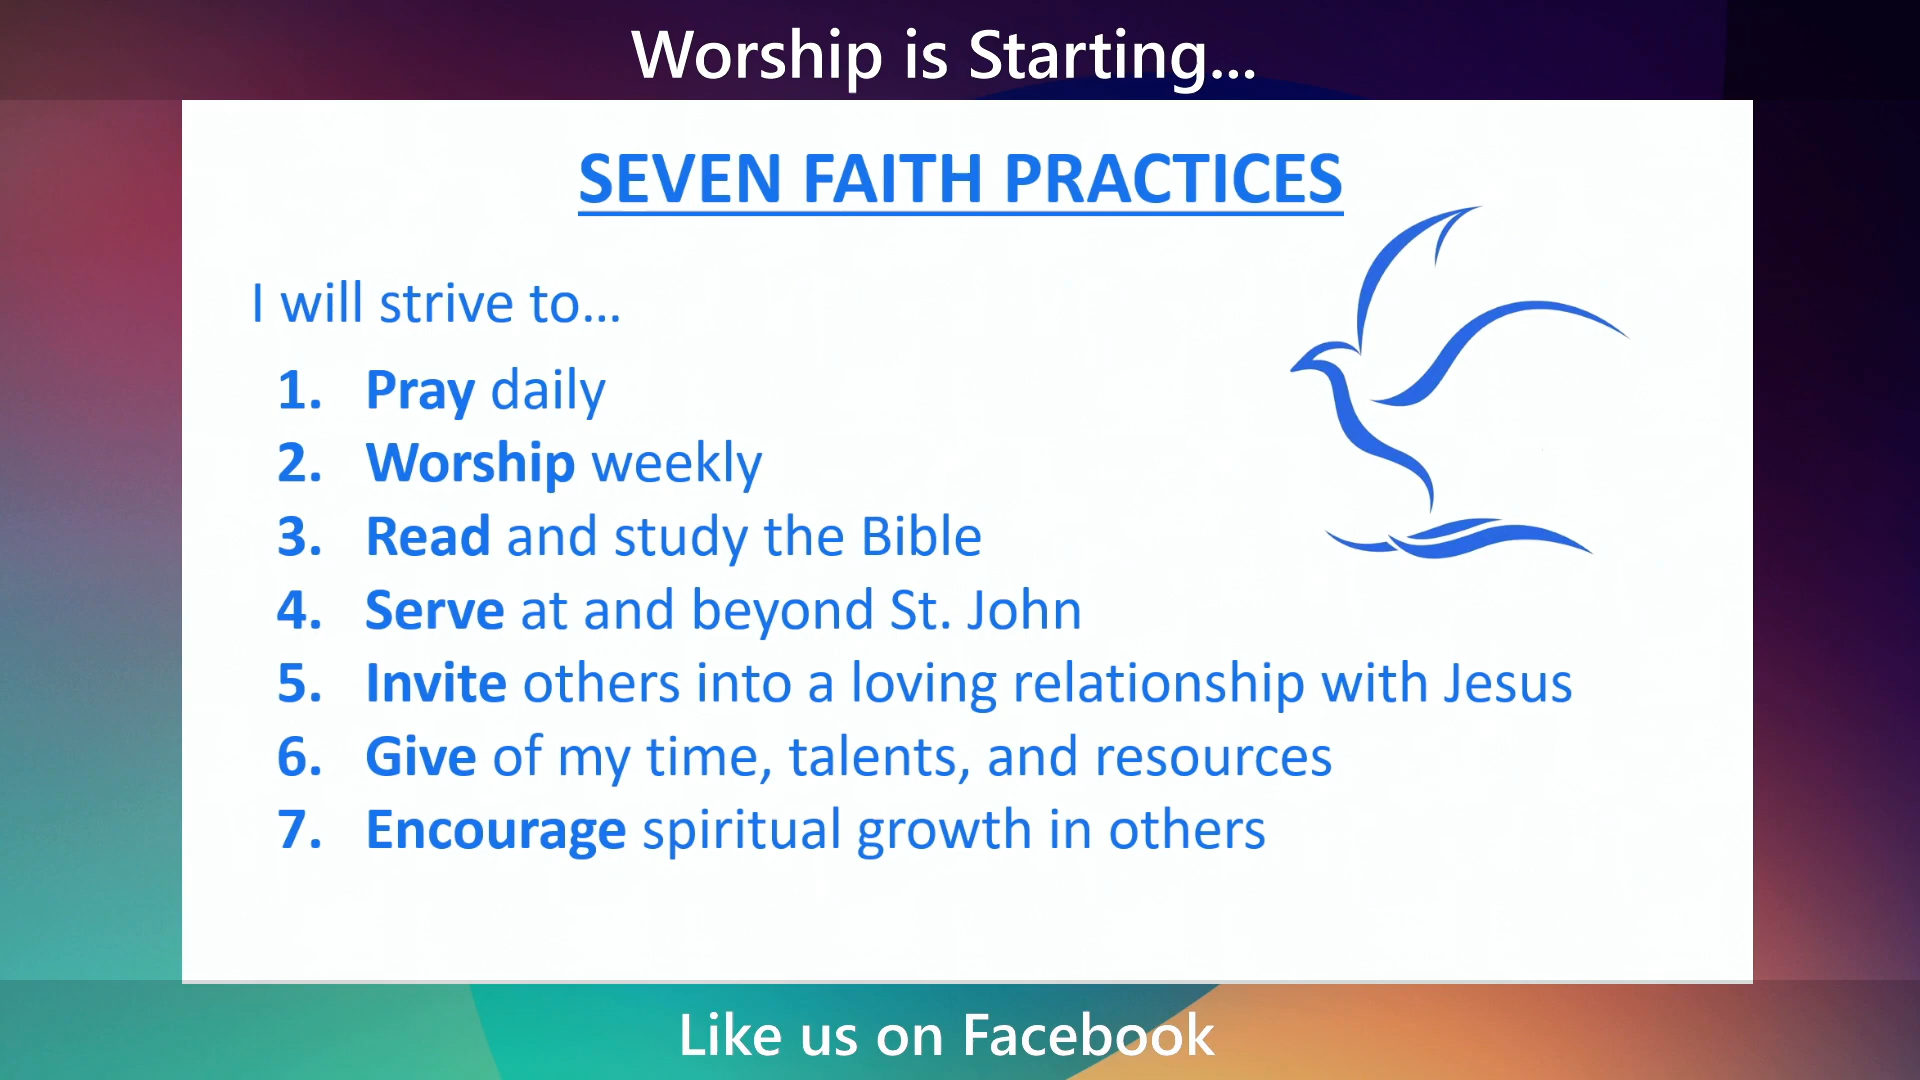 Worship is Starting...
SEVEN FAITH PRACTICES
I will strive to...
1. Pray daily
2. Worship weekly
3. Read and study the Bible
4. Serve at and beyond St. John
5. Invite others into a loving relationship with Jesus
6. Give of my time, talents, and resources
7. Encourage spiritual growth in others
Like us on Facebook